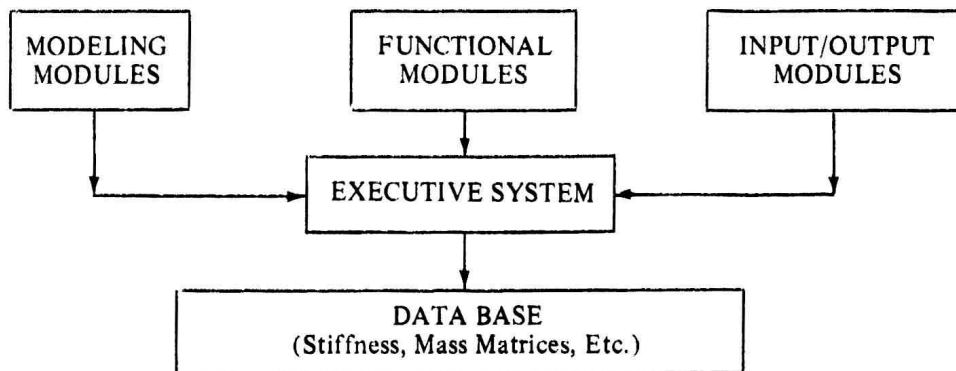 MODELING
MODULES
FUNCTIONAL
MODULES
INPUT/OUTPUT
MODULES
EXECUTIVE SYSTEM
DATA BASE
(Stiffness, Mass Matrices, Etc.)